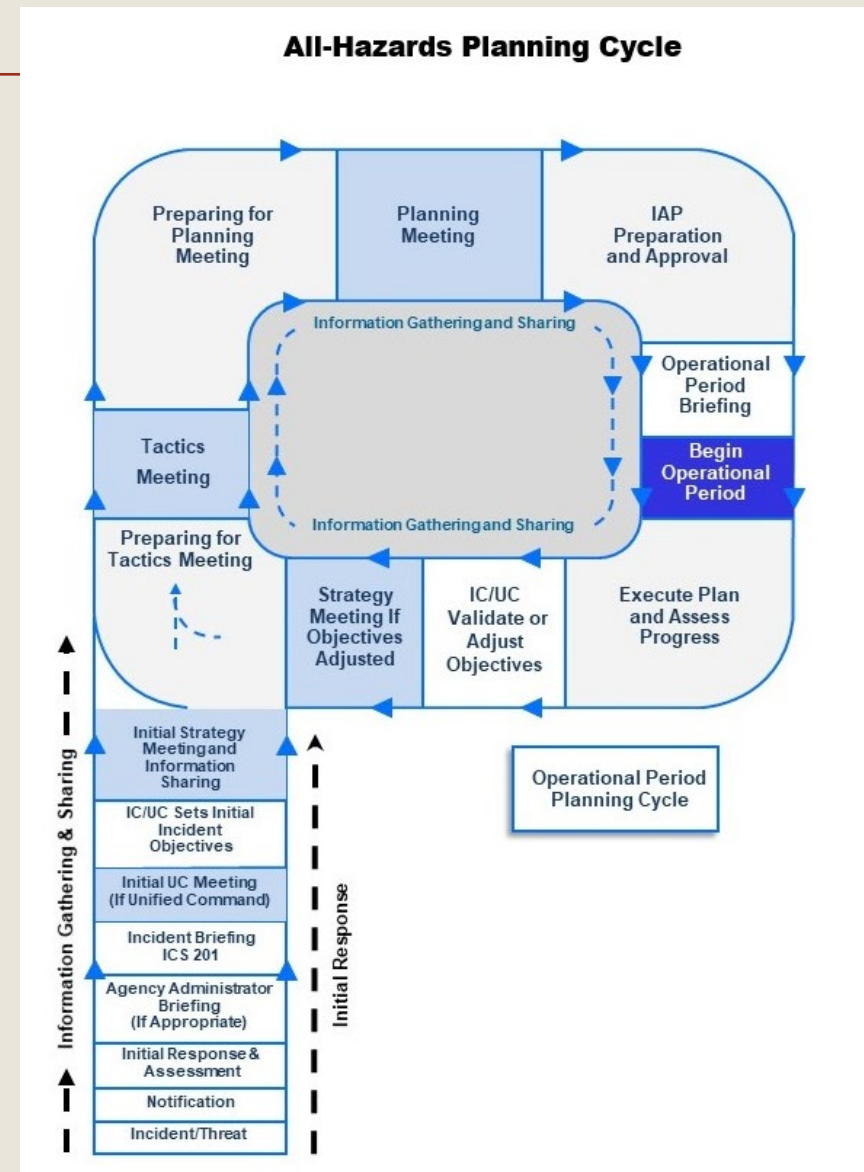 All-Hazards Planning Cycle
Preparing for
Planning
Meeting
Planning
Meeting
IAP
Preparation
and Approval
Information Gathering and Sharing
Operational
Period
Briefing
Tactics
Meeting
Begin
Operational
Period
Information Gathering and Sharing
Preparing for
Tactics Meeting
Strategy
Meeting If
Objectives
Adjusted
IC/UC
Validate or
Adjust
Objectives
Execute Plan
and Assess
Progress
Operational Period
Planning Cycle
Initial Strategy
Meeting and
Information
Sharing
IC/UC Sets Initial
Incident
Objectives
Initial UC Meeting
(If Unified Command)
Incident Briefing
ICS 201
Agency Administrator
Briefing
(If Appropriate)
Initial Response &
Assessment
Notification
Incident/Threat
Information Gathering & Sharing
Initial Response